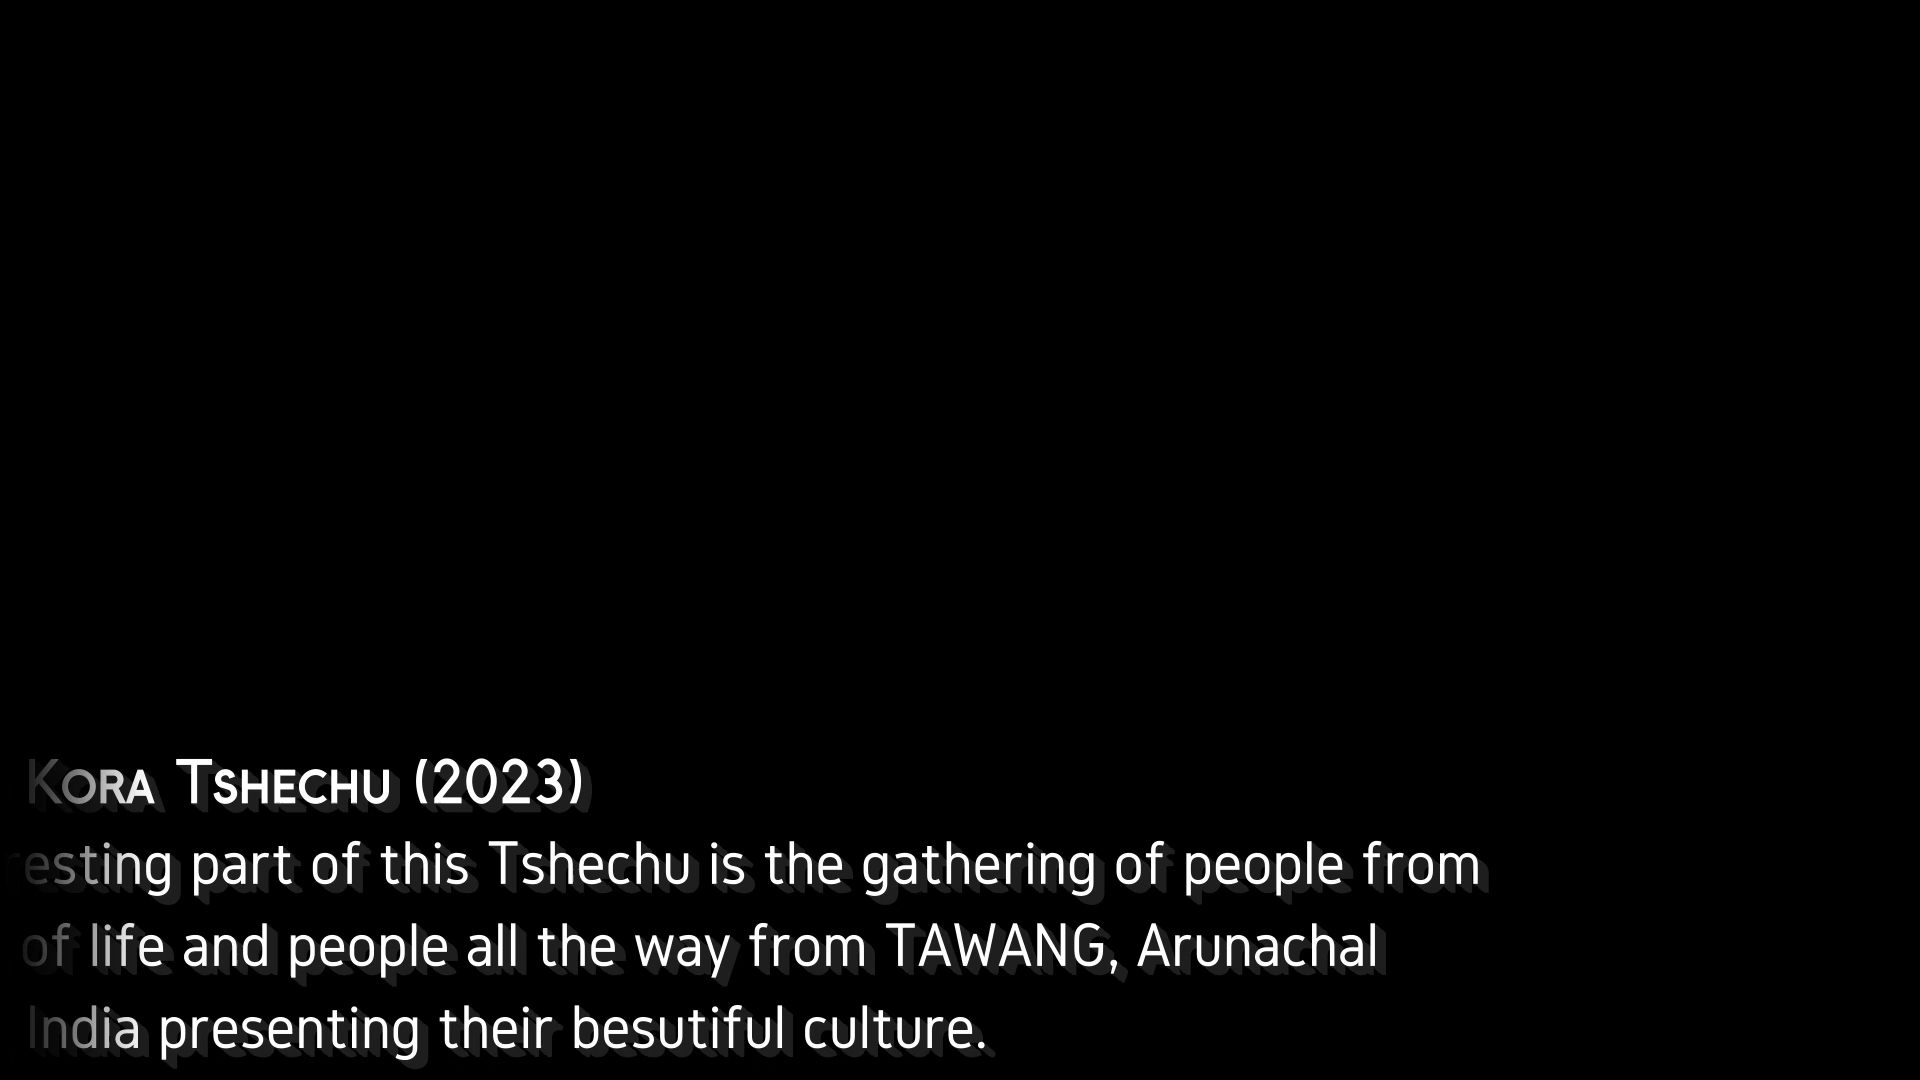 Kora Tshechu (2023)
resting part of this Tshechu is the gathering of people from
of life and people all the way from TAWANG, Arunachal
India presenting their besutiful culture.